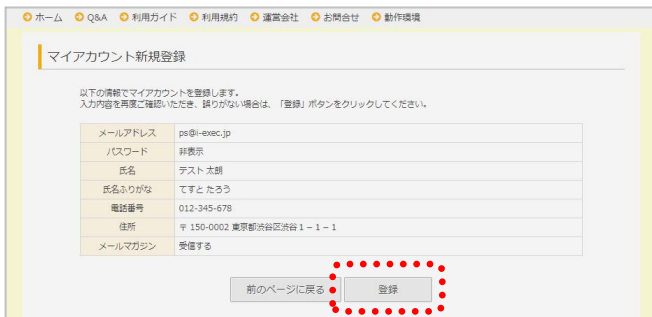 ホーム Q&A 利用ガイド 利用規約 運営会社 お問合せ 動作環境
マイアカウント新規登録
以下の情報でマイアカウントを登録します。
入力内容を再度ご確認いただき、誤りがない場合は、「登録」ボタンをクリックしてください。
メールアドレス ps@i-exec.jp
パスワード 非表示
氏名 テスト 太朗
氏名ふりがな てすと たろう
電話番号 012-345-678
住所 〒 150-0002 東京都渋谷区渋谷１－１－１
メールマガジン 受信する
前のページに戻る 登録